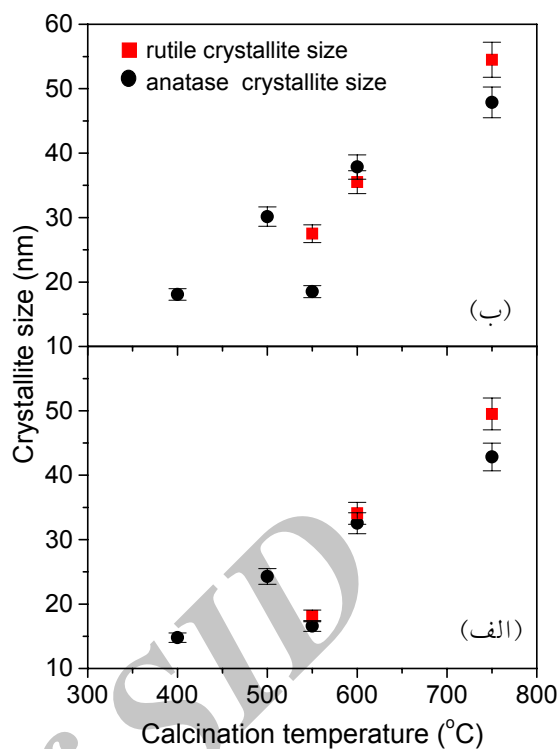 60
rutile crystallite size
anatase crystallite size
50
40
30
20
(ب)
10
Crystallite size (nm)
50
40
30
20
(الف)
10
300 400 500 600 700 800
Calcination temperature (°C)
SID